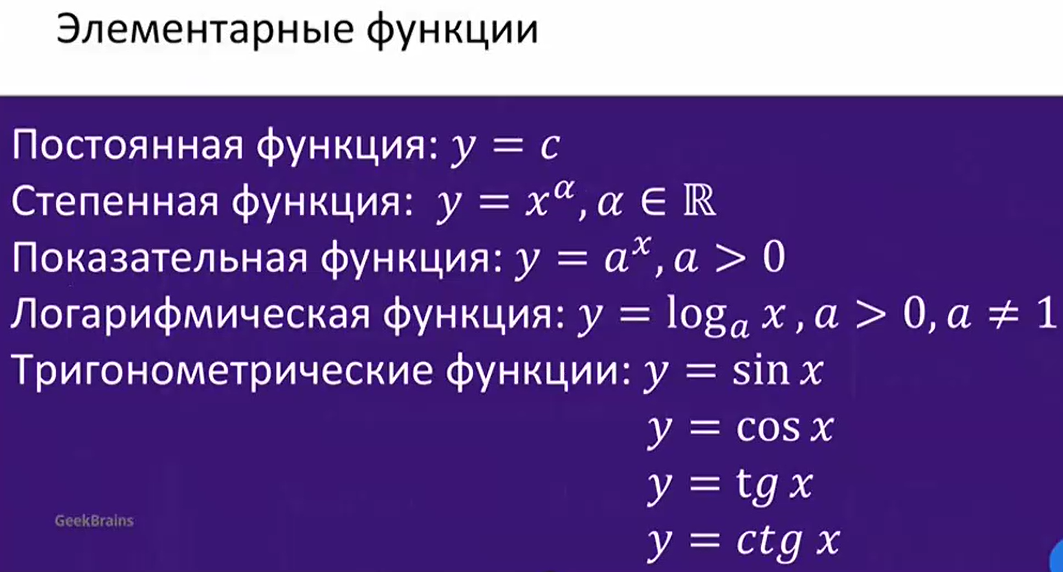 Элементарные функции
Постоянная функция: y = c
Степенная функция: y = x^α, α ∈ ℝ
Показательная функция: y = a^x, a > 0
Логарифмическая функция: y = log_a x, a > 0, a ≠ 1
Тригонометрические функции: y = sin x
y = cos x
y = tg x
y = ctg x
GeekBrains